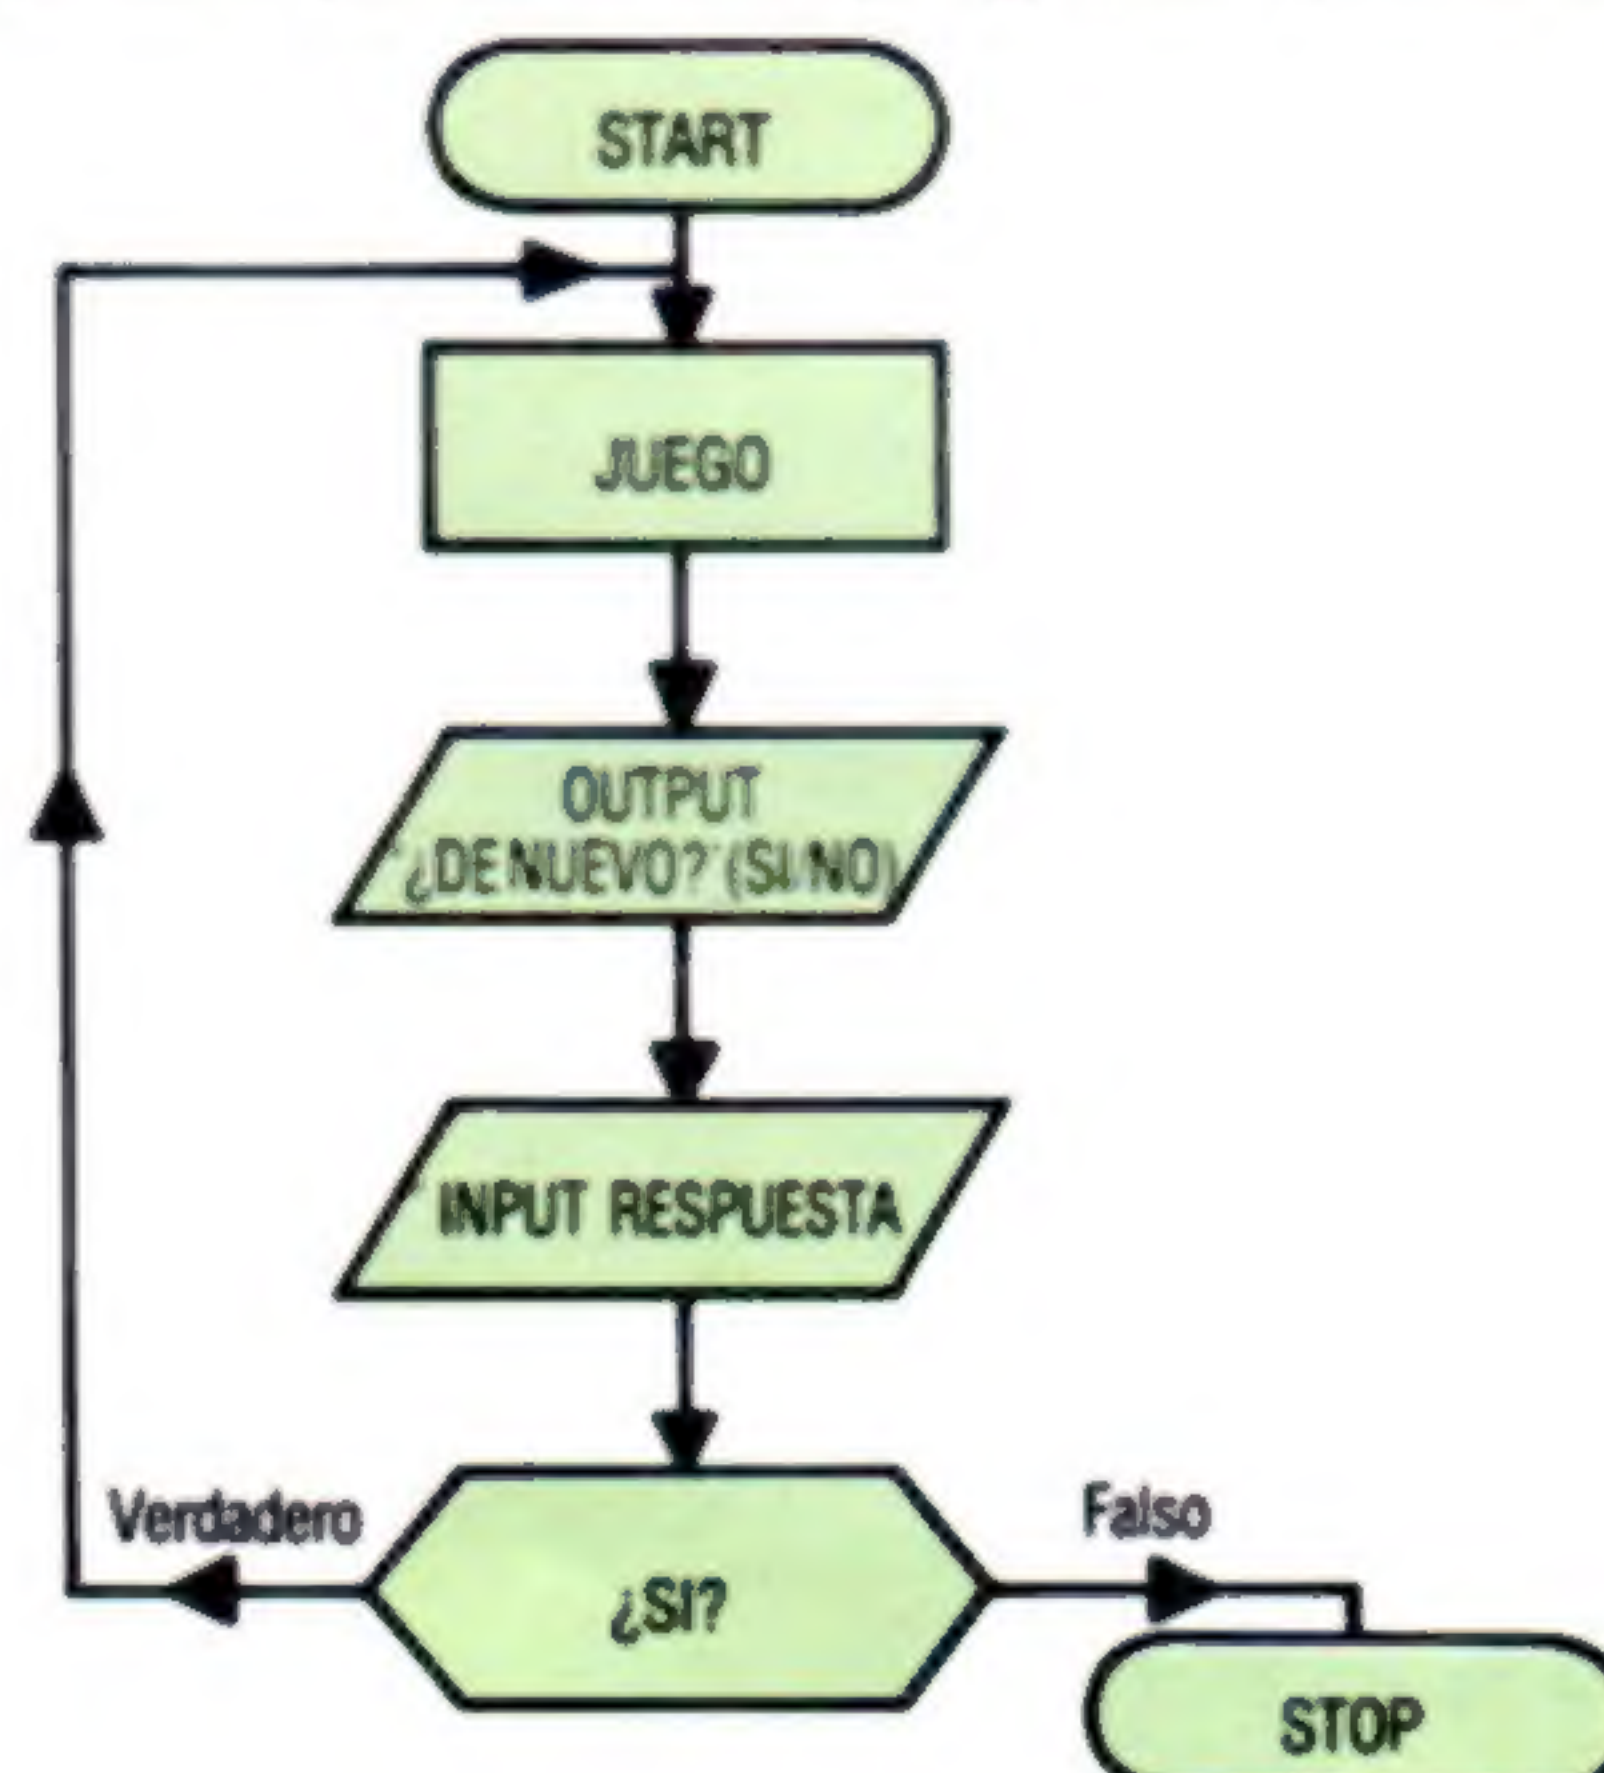 START
JUEGO
OUTPUT
'¿DE NUEVO?' (SI/NO)
INPUT RESPUESTA
Verdadero
¿SI?
Falso
STOP